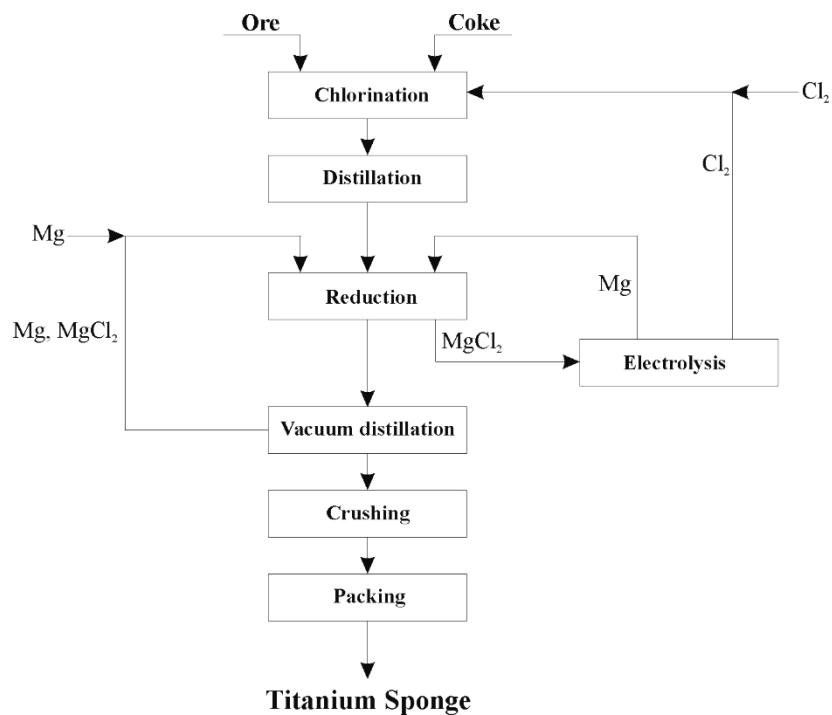 Ore
Coke
Chlorination
Cl₂
Cl₂
Distillation
Mg
Reduction
Mg
Mg, MgCl₂
MgCl₂
Electrolysis
Vacuum distillation
Crushing
Packing
Titanium Sponge